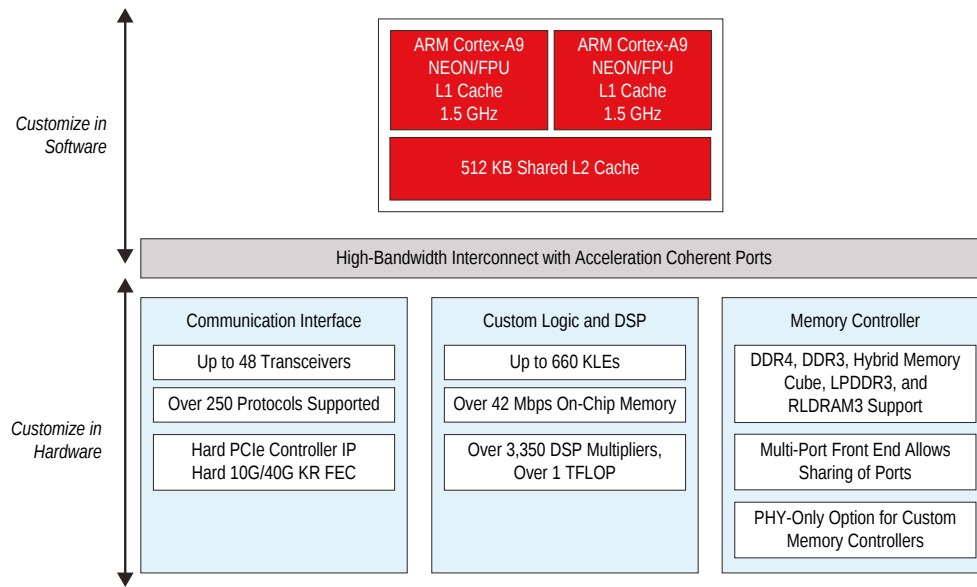 Customize in
Software
ARM Cortex-A9
NEON/FPU
L1 Cache
1.5 GHz
ARM Cortex-A9
NEON/FPU
L1 Cache
1.5 GHz
512 KB Shared L2 Cache
High-Bandwidth Interconnect with Acceleration Coherent Ports
Customize in
Hardware
Communication Interface
Up to 48 Transceivers
Over 250 Protocols Supported
Hard PCIe Controller IP
Hard 10G/40G KR FEC
Custom Logic and DSP
Up to 660 KLEs
Over 42 Mbps On-Chip Memory
Over 3,350 DSP Multipliers,
Over 1 TFLOP
Memory Controller
DDR4, DDR3, Hybrid Memory
Cube, LPDDR3, and
RLDRAM3 Support
Multi-Port Front End Allows
Sharing of Ports
PHY-Only Option for Custom
Memory Controllers